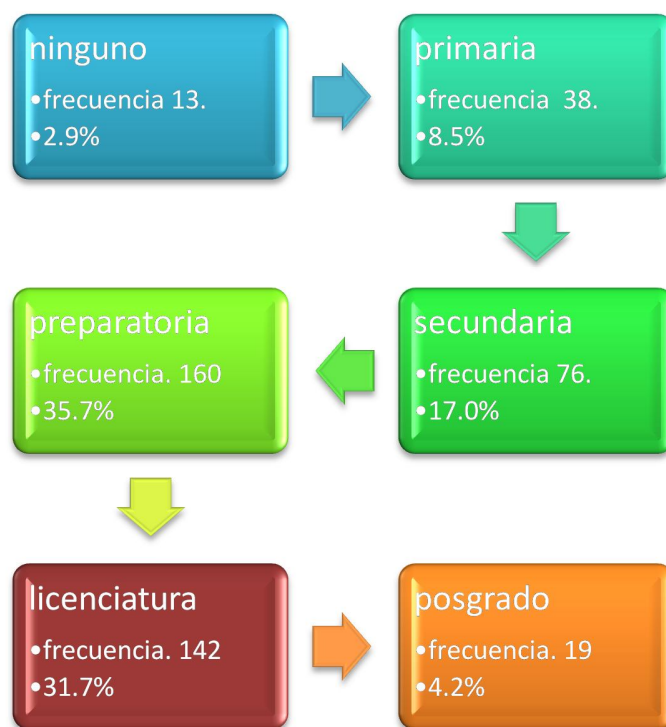 ninguno
•frecuencia 13.
•2.9%
primaria
•frecuencia 38.
•8.5%
secundaria
•frecuencia 76.
•17.0%
preparatoria
•frecuencia. 160
•35.7%
licenciatura
•frecuencia. 142
•31.7%
posgrado
•frecuencia. 19
•4.2%